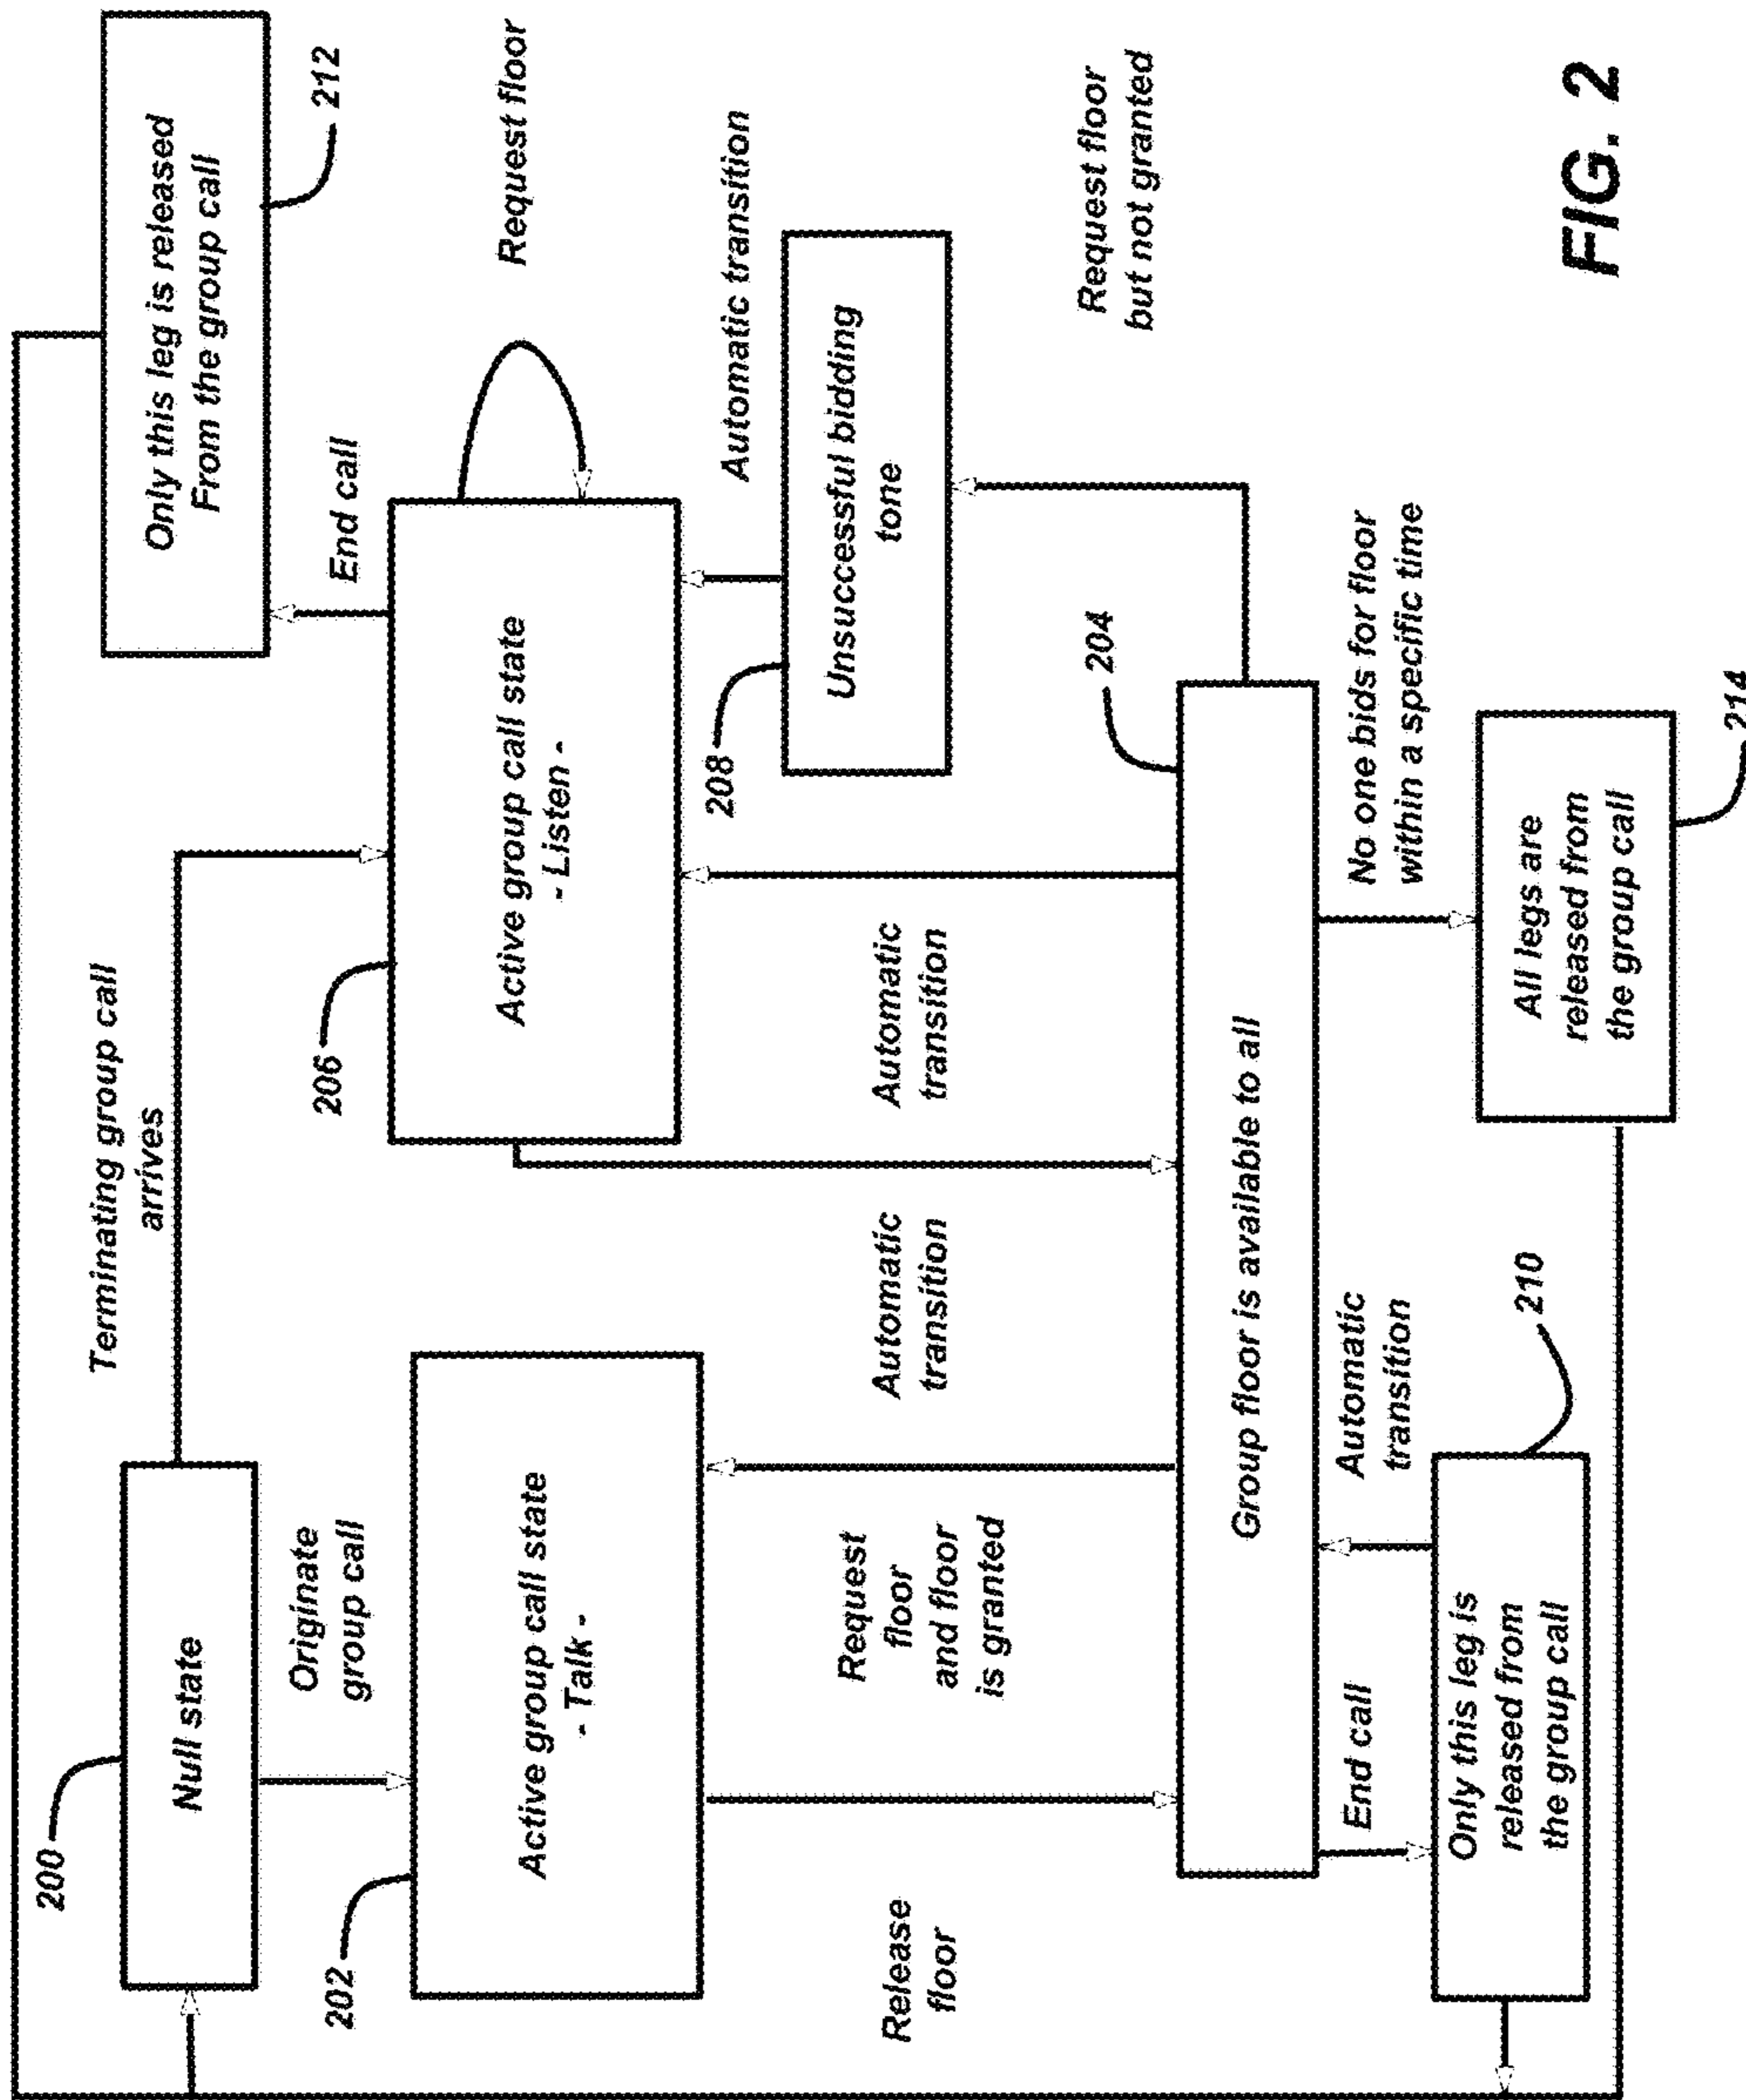 200
Null state
Terminating group call
arrives
Only this leg is released
From the group call
212
Originate
group call
End call
Request floor
202
Active group call state
- Talk -
206
Active group call state
- Listen -
Automatic transition
208
Unsuccessful bidding
tone
Release
floor
Request
floor
and floor
is granted
Automatic
transition
Automatic
transition
Request floor
but not granted
204
Group floor is available to all
End call
Automatic
transition
No one bids for floor
within a specific time
Only this leg is
released from
the group call
210
All legs are
released from
the group call
214
FIG. 2